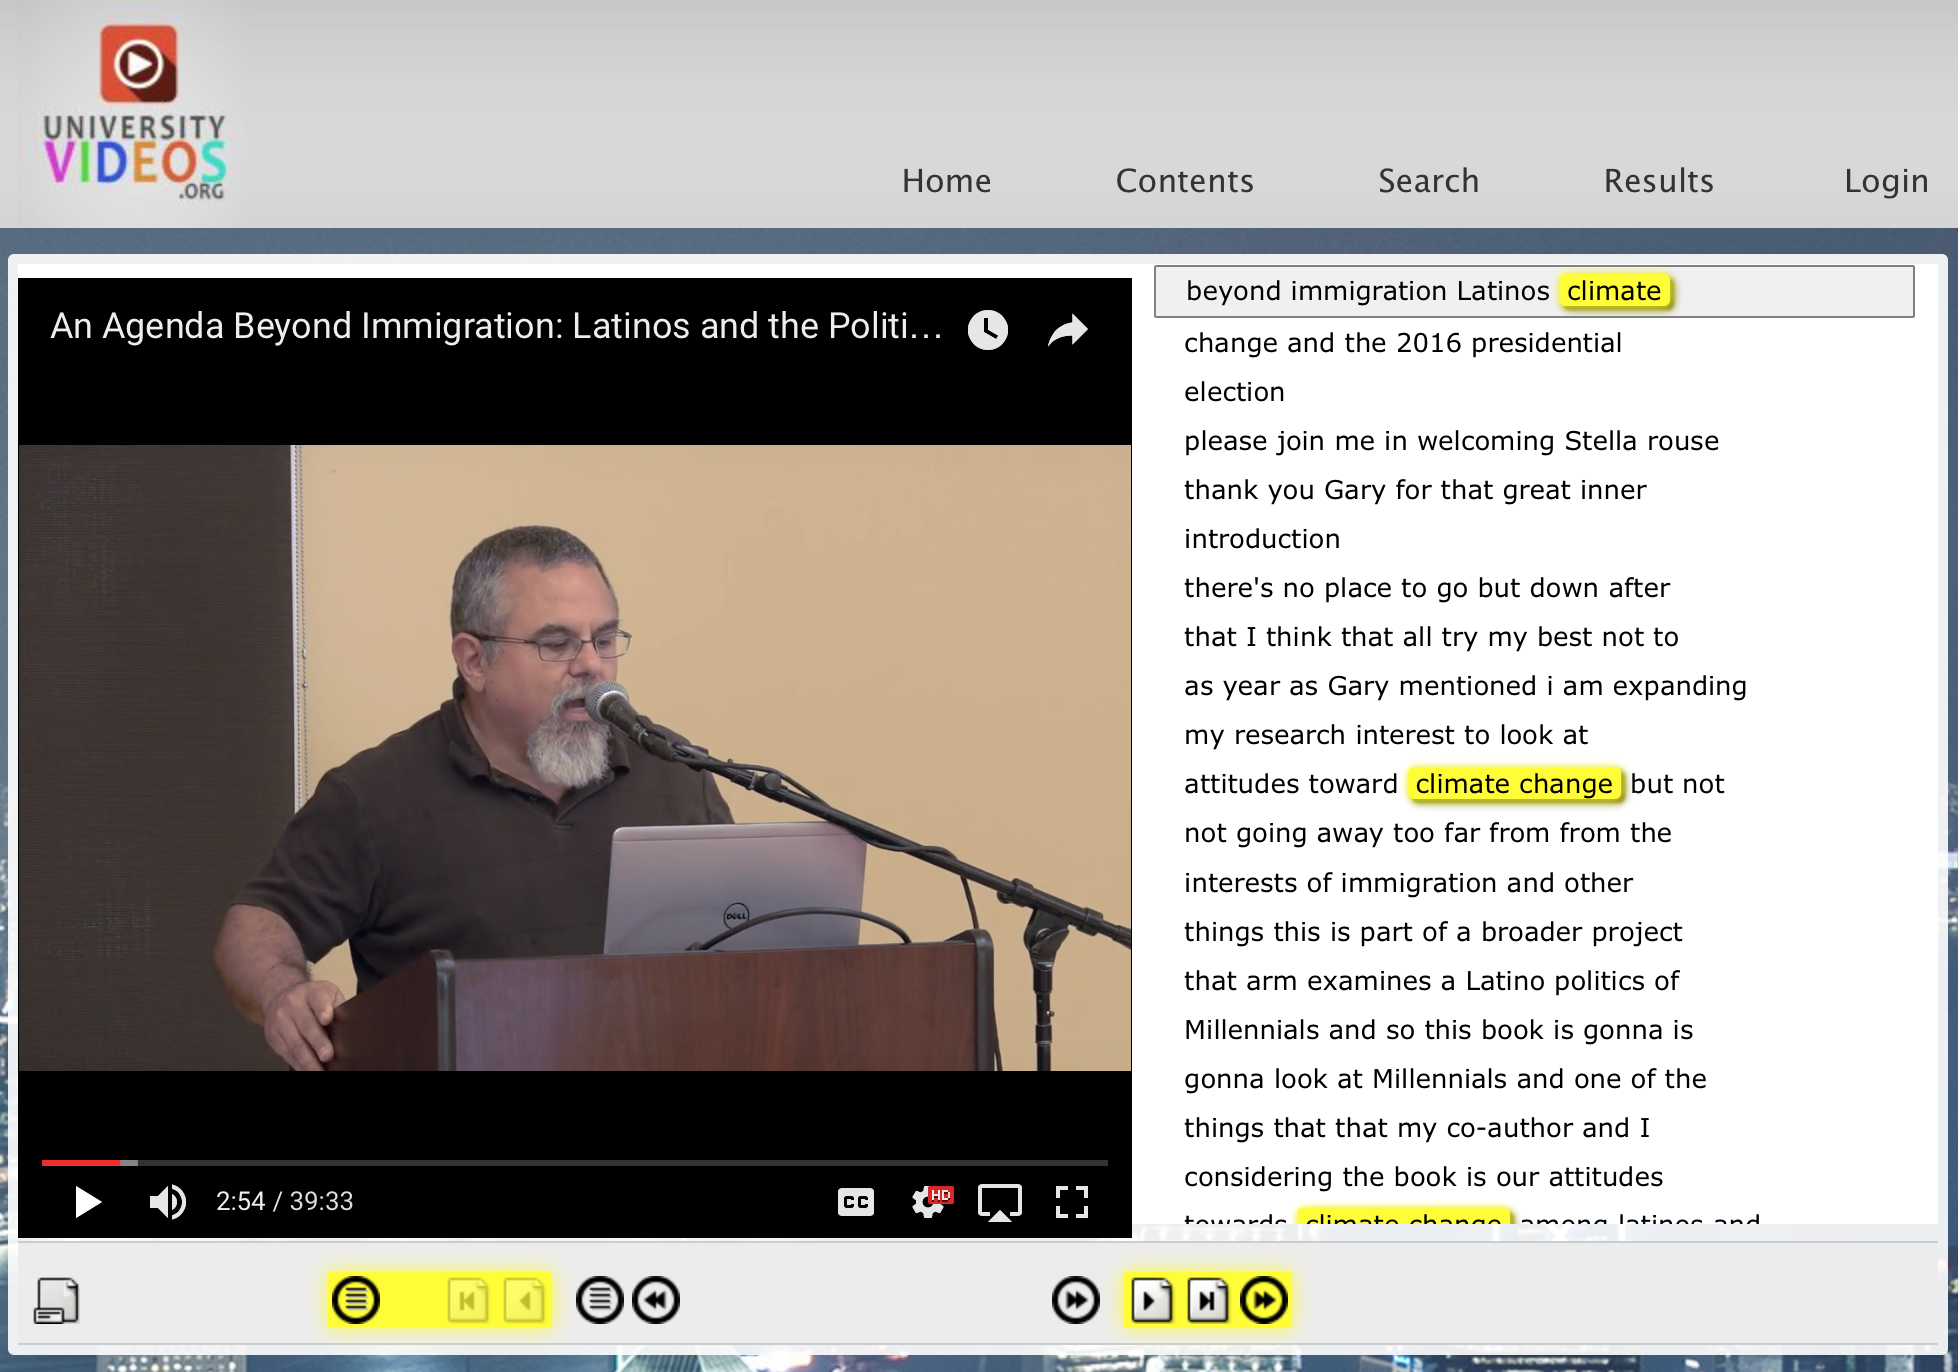 UNIVERSITY
VIDEOS
.ORG
Home
Contents
Search
Results
Login
An Agenda Beyond Immigration: Latinos and the Politi...
DELL
2:54 / 39:33
CC
HD
beyond immigration Latinos climate
change and the 2016 presidential
election
please join me in welcoming Stella rouse
thank you Gary for that great inner
introduction
there's no place to go but down after
that I think that all try my best not to
as year as Gary mentioned i am expanding
my research interest to look at
attitudes toward climate change but not
not going away too far from from the
interests of immigration and other
things this is part of a broader project
that arm examines a Latino politics of
Millennials and so this book is gonna is
gonna look at Millennials and one of the
things that that my co-author and I
considering the book is our attitudes
towards climate change among latinos and